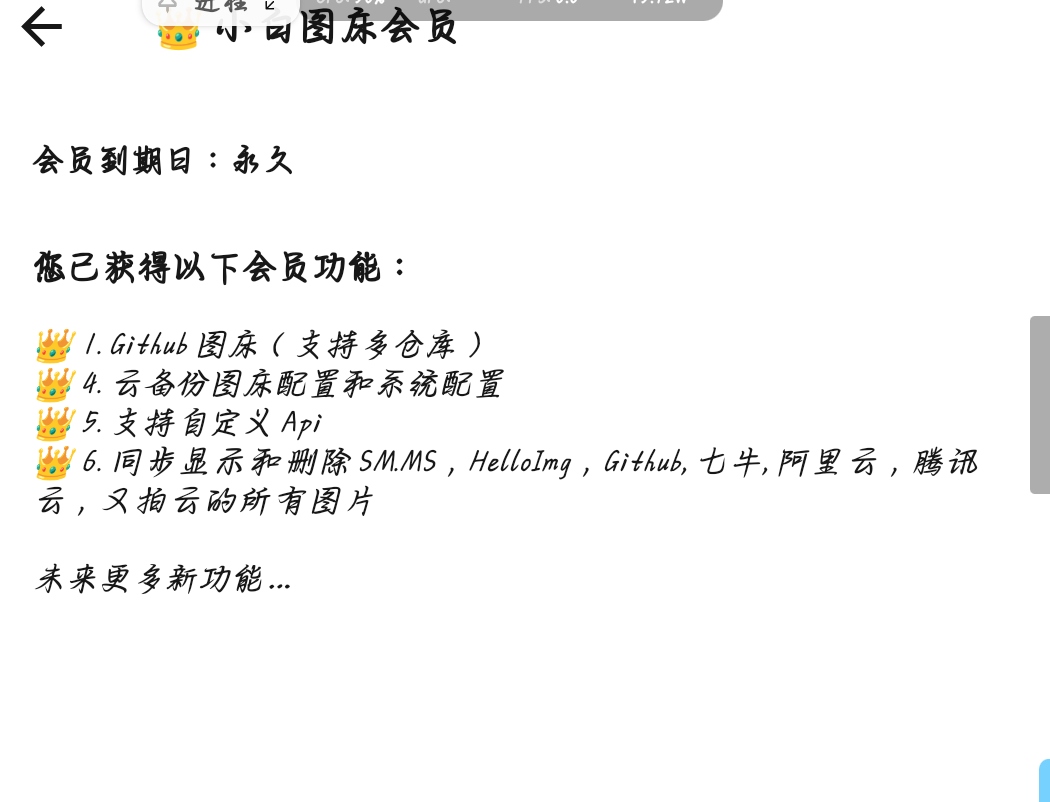 进程
小白图床会员
会员到期日：永久
您已获得以下会员功能：
1. Github 图床（支持多仓库）
4. 云备份图床配置和系统配置
5. 支持自定义 Api
6. 同步显示和删除 SM.MS，HelloImg，Github, 七牛, 阿里云，腾讯
云，又拍云的所有图片
未来更多新功能...